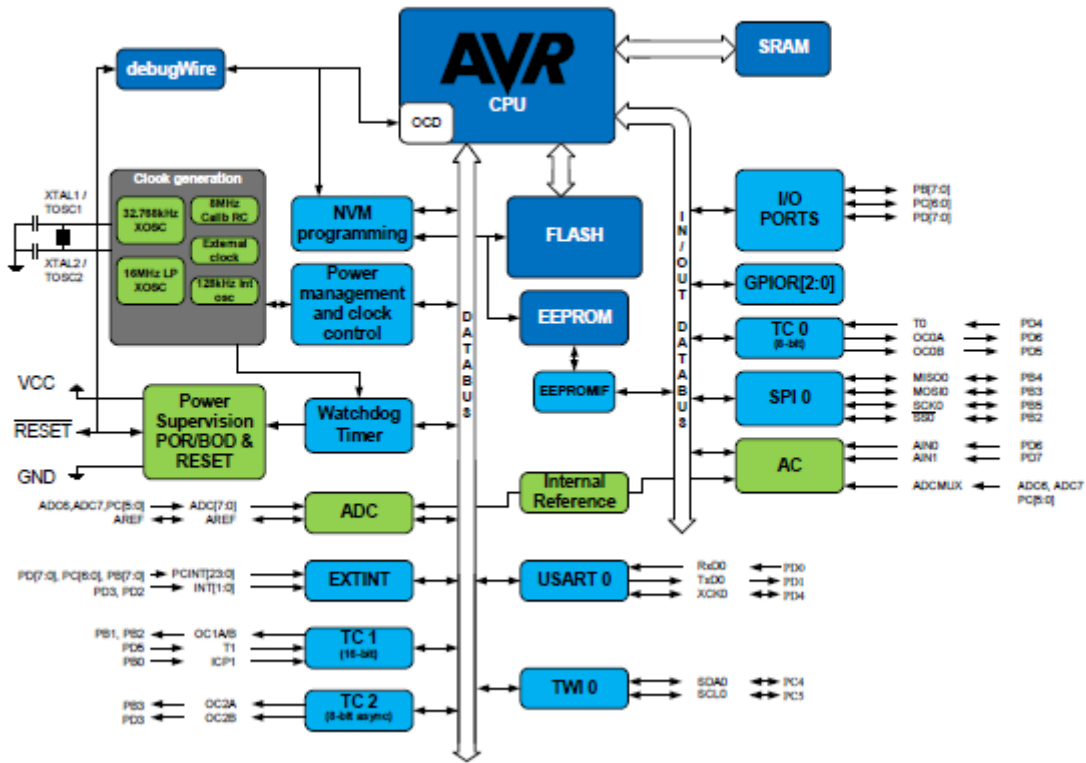 AVR
CPU
OCD
SRAM
debugWire
Clock generation
XTAL1 /
TOSC1
XTAL2 /
TOSC2
32.768kHz
XOSC
8MHz
Calib RC
External
clock
16MHz LP
XOSC
128kHz int
osc
NVM
programming
Power
management
and clock
control
FLASH
EEPROM
EEPROMIF
DATABUS
IN/OUT DATABUS
I/O
PORTS
PB[7:0]
PC[6:0]
PD[7:0]
GPIOR[2:0]
TC 0
(8-bit)
T0 PD4
OC0A PD6
OC0B PD5
SPI 0
MISO0 PB4
MOSI0 PB3
SCK0 PB5
SS0 PB2
AC
AIN0 PD6
AIN1 PD7
ADCMUX ADC6, ADC7
PC[5:0]
VCC
RESET
GND
Power
Supervision
POR/BOD &
RESET
Watchdog
Timer
Internal
Reference
ADC6,ADC7,PC[5:0] ADC[7:0]
AREF AREF
ADC
PD[7:0], PC[6:0], PB[7:0] PCINT[23:0]
PD3, PD2 INT[1:0]
EXTINT
USART 0
RxD0 PD0
TxD0 PD1
XCK0 PD4
PB1, PB2 OC1A/B
PD5 T1
PB0 ICP1
TC 1
(16-bit)
TWI 0
SDA0 PC4
SCL0 PC5
PB3 OC2A
PD3 OC2B
TC 2
(8-bit async)